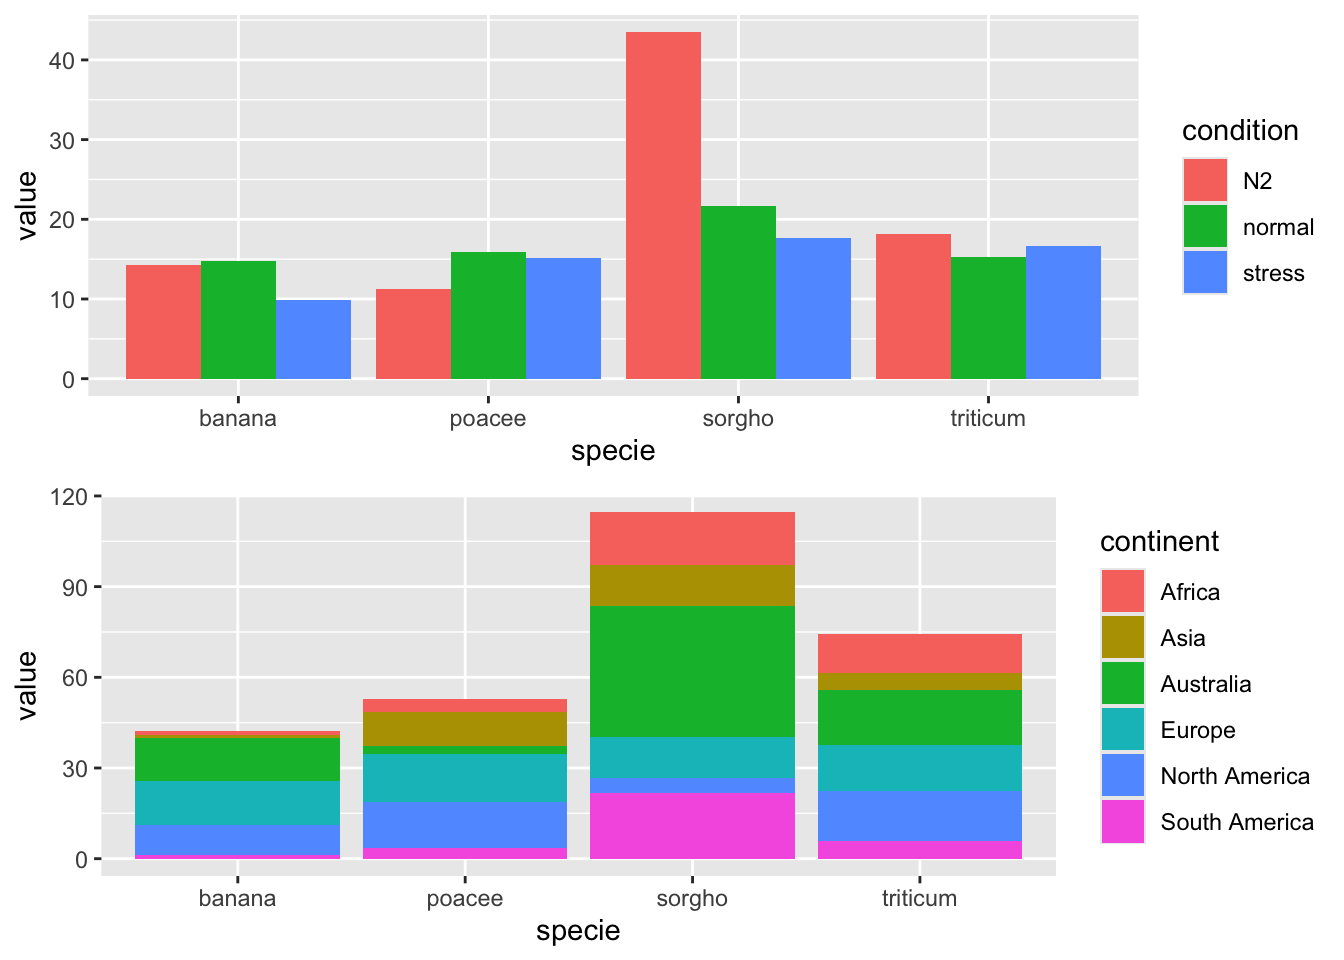 40
30
20
10
0
value
banana poacee sorgho triticum
specie
condition
N2
normal
stress
120
90
60
30
0
value
banana poacee sorgho triticum
specie
continent
Africa
Asia
Australia
Europe
North America
South America